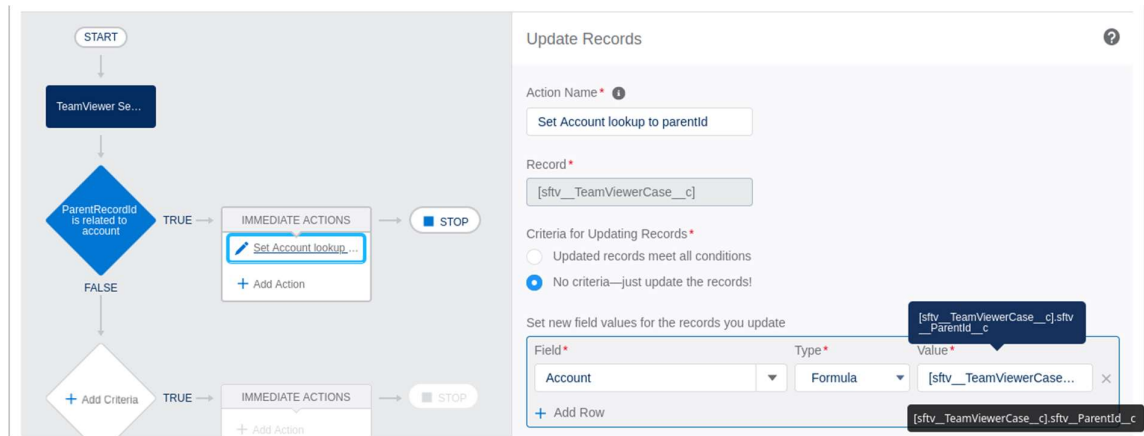 START
TeamViewer Se...
ParentRecordId
is related to
account
TRUE
IMMEDIATE ACTIONS
Set Account lookup ...
+ Add Action
STOP
FALSE
+ Add Criteria
TRUE
IMMEDIATE ACTIONS
+ Add Action
STOP
Update Records
Action Name*
Set Account lookup to parentId
Record*
[sftv__TeamViewerCase__c]
Criteria for Updating Records*
Updated records meet all conditions
No criteria—just update the records!
Set new field values for the records you update
[sftv__TeamViewerCase__c].sftv
__ParentId__c
Field*
Type*
Value*
Account
Formula
[sftv__TeamViewerCase...
+ Add Row
[sftv__TeamViewerCase__c].sftv__ParentId__c